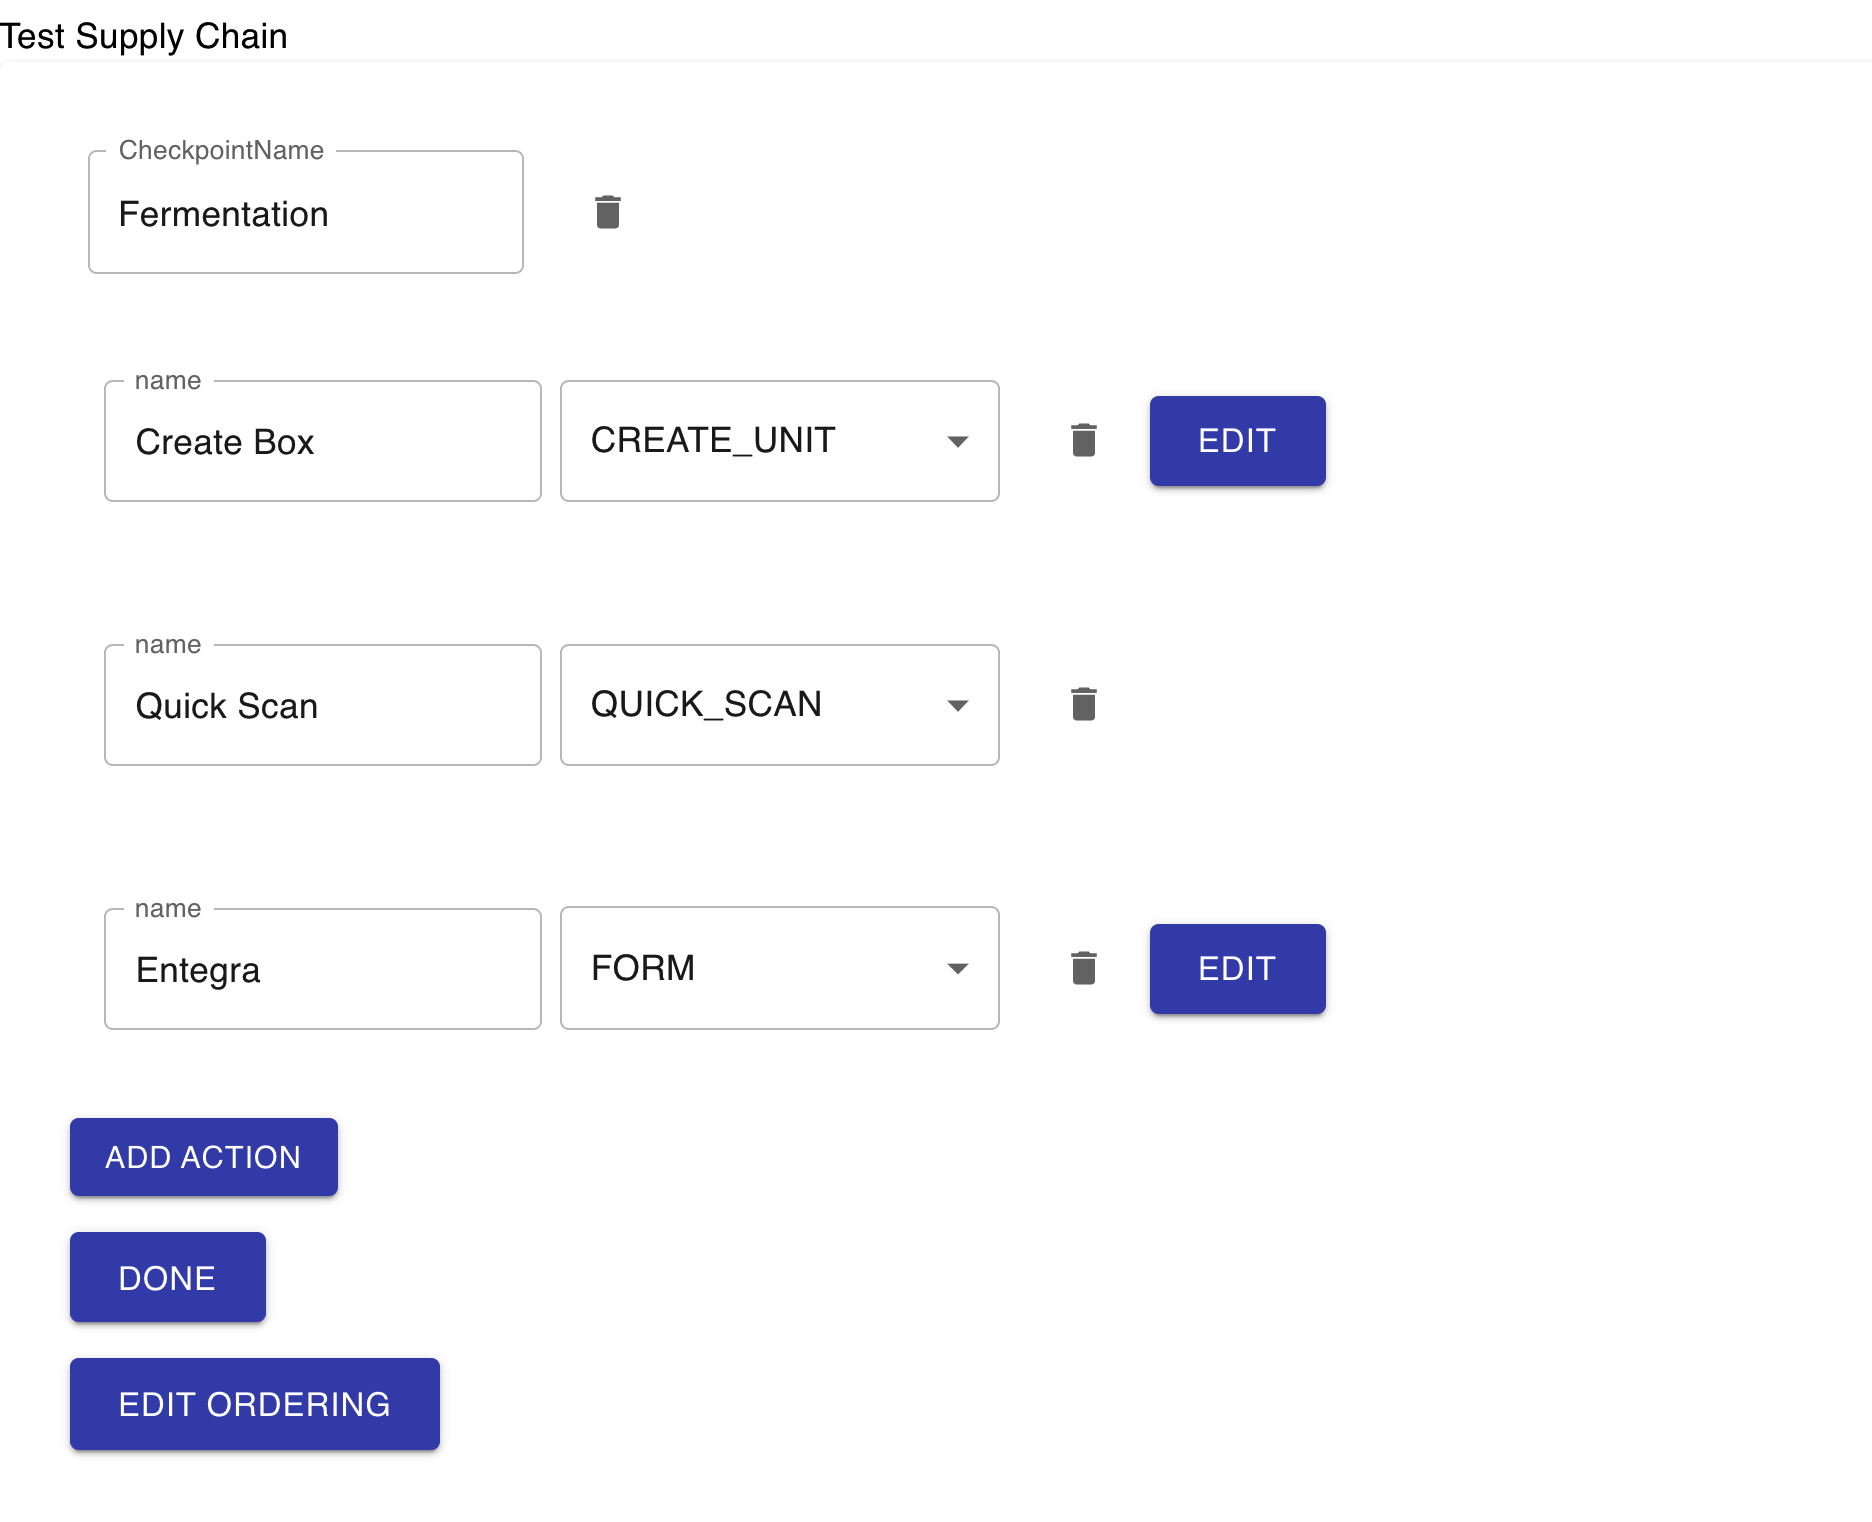 Test Supply Chain
CheckpointName
Fermentation
name
Create Box
CREATE_UNIT
EDIT
name
Quick Scan
QUICK_SCAN
name
Entegra
FORM
EDIT
ADD ACTION
DONE
EDIT ORDERING